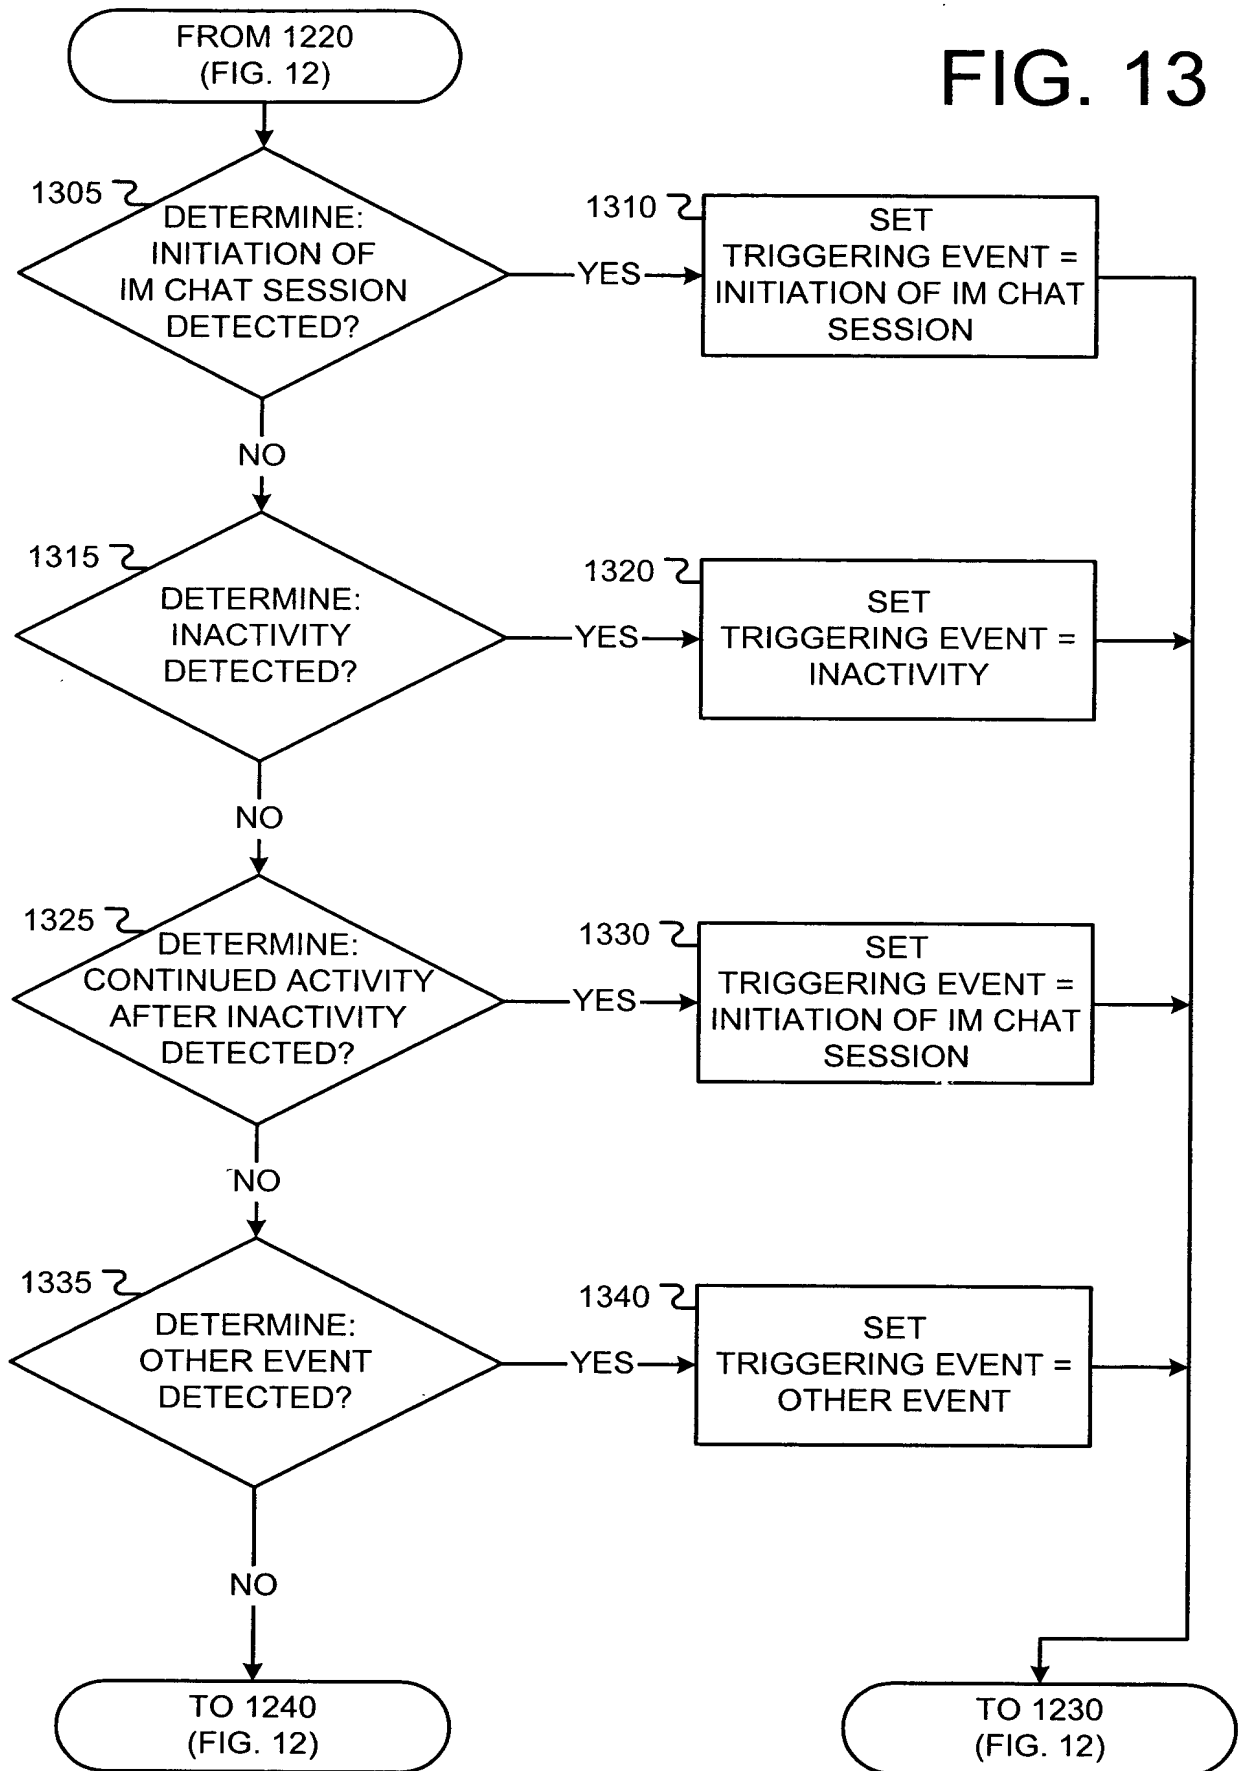 FROM 1220
(FIG. 12)
FIG. 13
1305
DETERMINE:
INITIATION OF
IM CHAT SESSION
DETECTED?
YES
1310
SET
TRIGGERING EVENT =
INITIATION OF IM CHAT
SESSION
NO
1315
DETERMINE:
INACTIVITY
DETECTED?
YES
1320
SET
TRIGGERING EVENT =
INACTIVITY
NO
1325
DETERMINE:
CONTINUED ACTIVITY
AFTER INACTIVITY
DETECTED?
YES
1330
SET
TRIGGERING EVENT =
INITIATION OF IM CHAT
SESSION
NO
1335
DETERMINE:
OTHER EVENT
DETECTED?
YES
1340
SET
TRIGGERING EVENT =
OTHER EVENT
NO
TO 1240
(FIG. 12)
TO 1230
(FIG. 12)